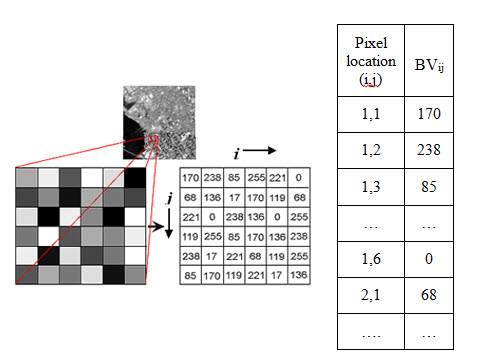 i
j
170 238 85 255 221 0
68 136 17 170 119 68
221 0 238 136 0 255
119 255 85 170 136 238
238 17 221 68 119 255
85 170 119 221 17 136
Pixel
location
(i,j)
BVij
1,1 170
1,2 238
1,3 85
... ...
1,6 0
2,1 68
.... ...